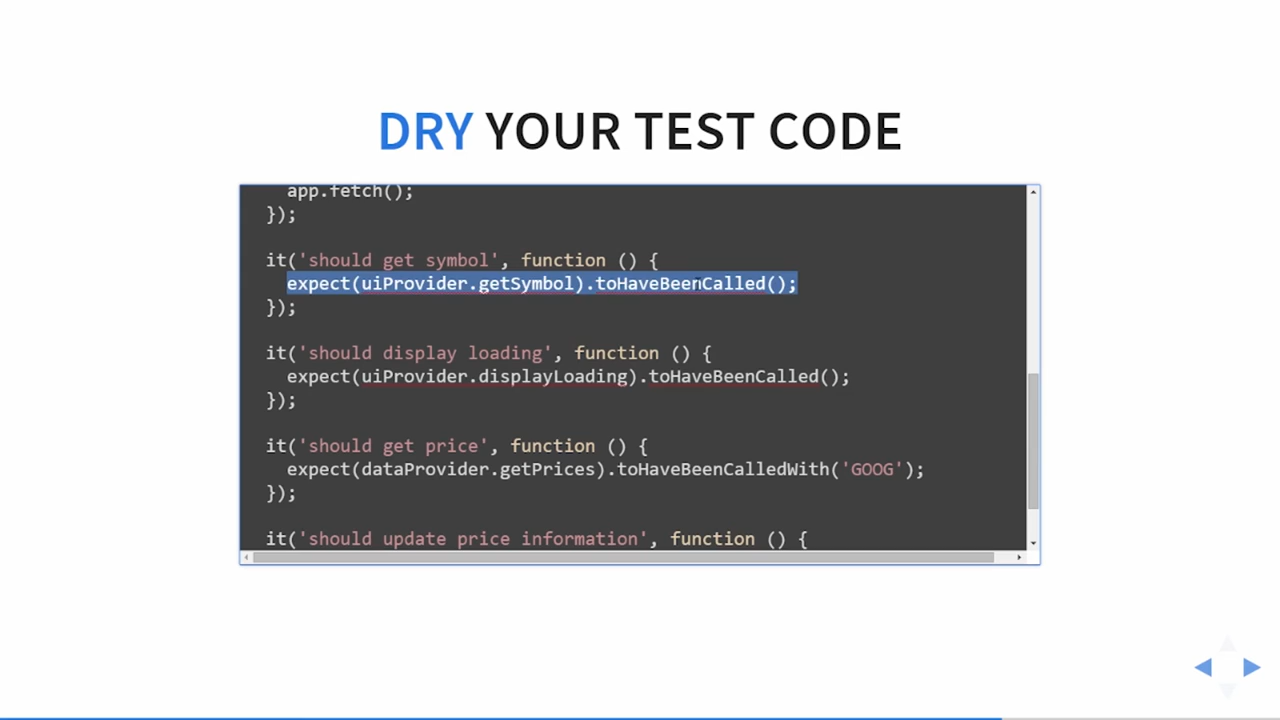 DRY YOUR TEST CODE
app.fetch();
});
it('should get symbol', function () {
expect(uiProvider.getSymbol).toHaveBeenCalled();
});
it('should display loading', function () {
expect(uiProvider.displayLoading).toHaveBeenCalled();
});
it('should get price', function () {
expect(dataProvider.getPrices).toHaveBeenCalledWith('GOOG');
});
it('should update price information', function () {